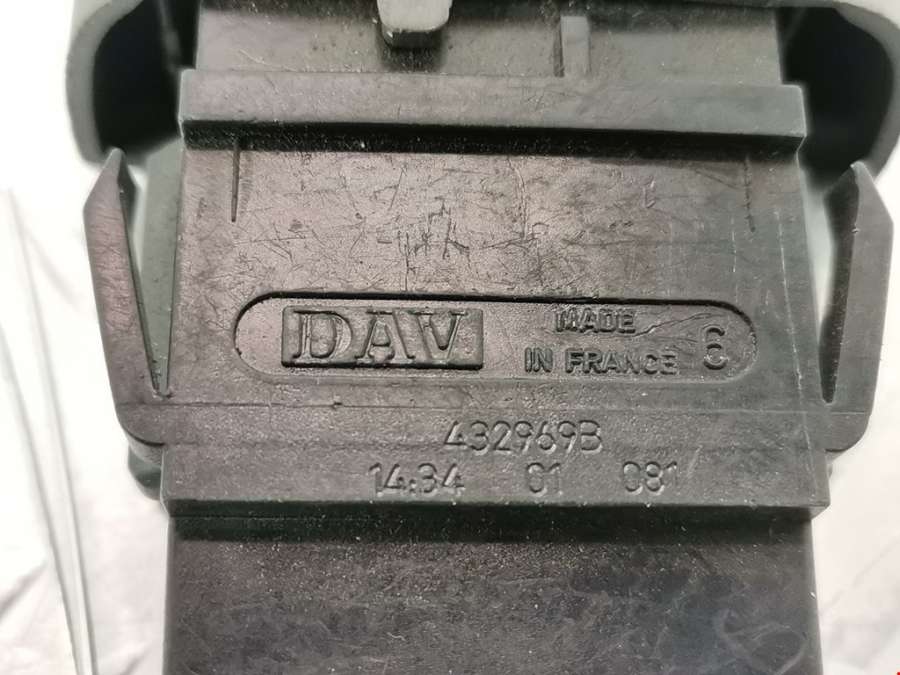 DAV MADE IN FRANCE 6
432969B
14:34 01 081